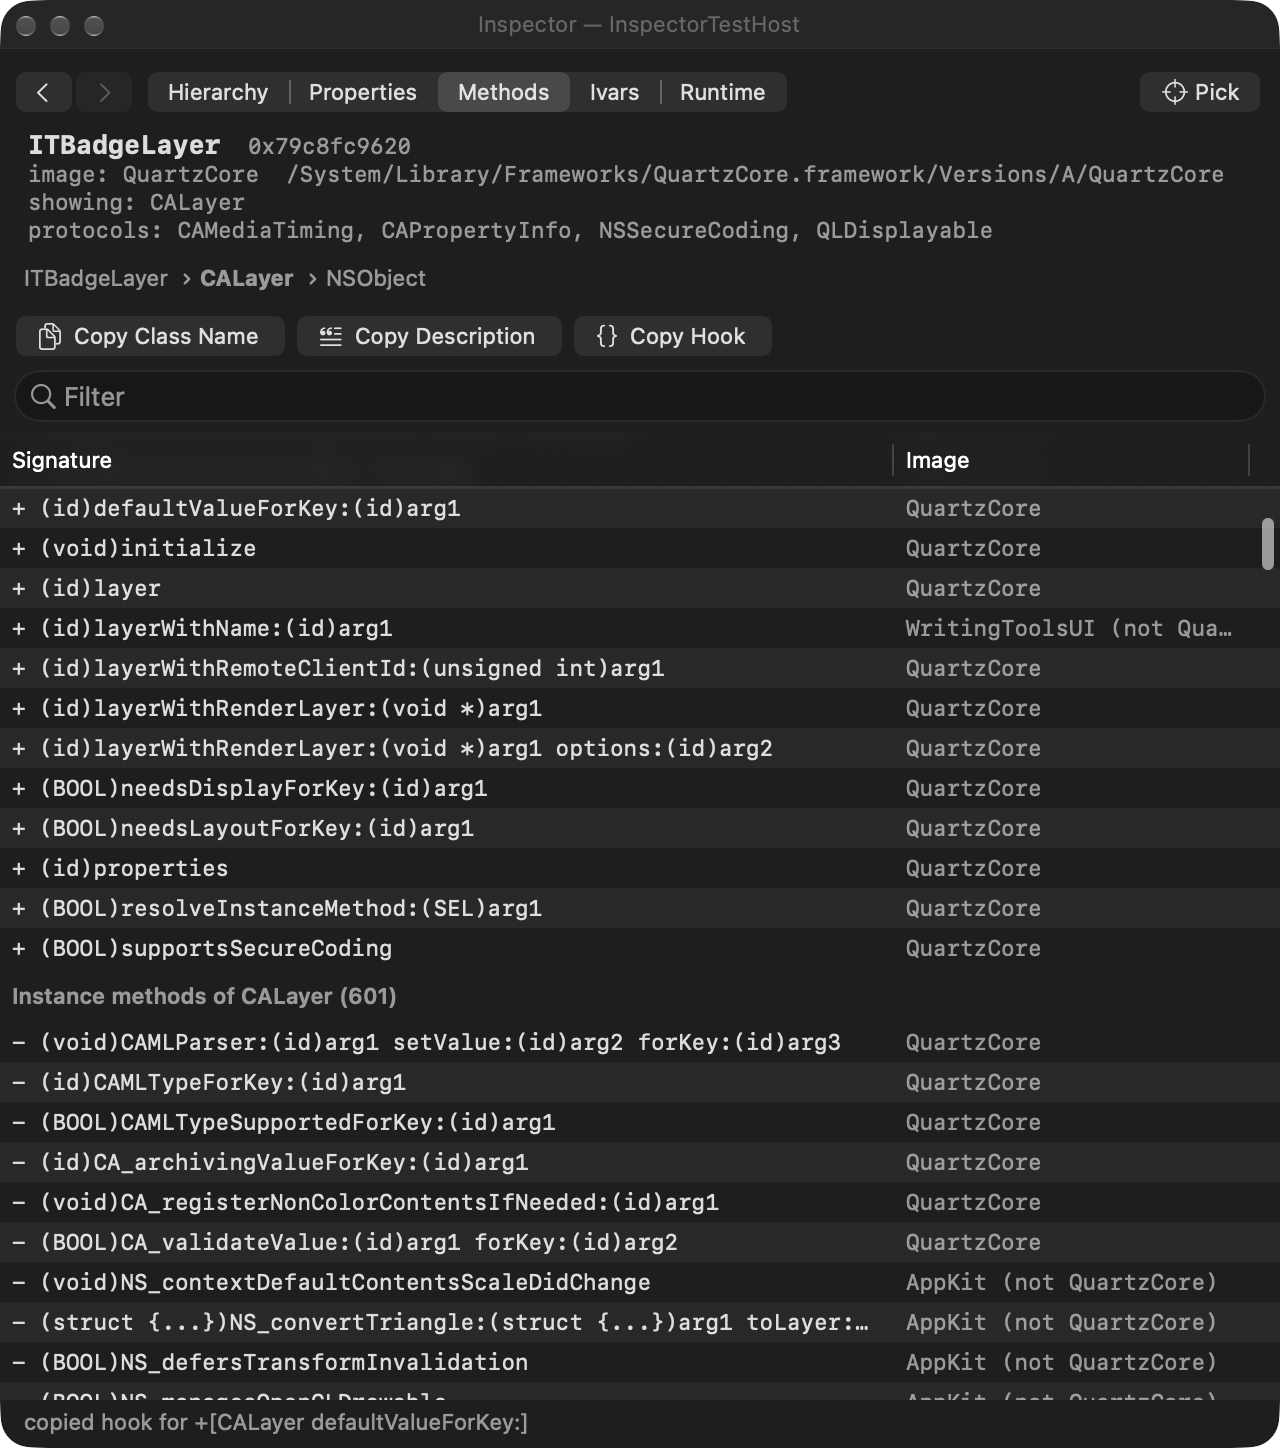 Inspector — InspectorTestHost
Hierarchy Properties Methods Ivars Runtime Pick
ITBadgeLayer 0x79c8fc9620
image: QuartzCore /System/Library/Frameworks/QuartzCore.framework/Versions/A/QuartzCore
showing: CALayer
protocols: CAMediaTiming, CAPropertyInfo, NSSecureCoding, QLDisplayable
ITBadgeLayer › CALayer › NSObject
Copy Class Name Copy Description {} Copy Hook
Filter
Signature Image
+ (id)defaultValueForKey:(id)arg1 QuartzCore
+ (void)initialize QuartzCore
+ (id)layer QuartzCore
+ (id)layerWithName:(id)arg1 WritingToolsUI (not Qua…
+ (id)layerWithRemoteClientId:(unsigned int)arg1 QuartzCore
+ (id)layerWithRenderLayer:(void *)arg1 QuartzCore
+ (id)layerWithRenderLayer:(void *)arg1 options:(id)arg2 QuartzCore
+ (BOOL)needsDisplayForKey:(id)arg1 QuartzCore
+ (BOOL)needsLayoutForKey:(id)arg1 QuartzCore
+ (id)properties QuartzCore
+ (BOOL)resolveInstanceMethod:(SEL)arg1 QuartzCore
+ (BOOL)supportsSecureCoding QuartzCore
Instance methods of CALayer (601)
– (void)CAMLParser:(id)arg1 setValue:(id)arg2 forKey:(id)arg3 QuartzCore
– (id)CAMLTypeForKey:(id)arg1 QuartzCore
– (BOOL)CAMLTypeSupportedForKey:(id)arg1 QuartzCore
– (id)CA_archivingValueForKey:(id)arg1 QuartzCore
– (void)CA_registerNonColorContentsIfNeeded:(id)arg1 QuartzCore
– (BOOL)CA_validateValue:(id)arg1 forKey:(id)arg2 QuartzCore
– (void)NS_contextDefaultContentsScaleDidChange AppKit (not QuartzCore)
– (struct {...})NS_convertTriangle:(struct {...})arg1 toLayer:… AppKit (not QuartzCore)
– (BOOL)NS_defersTransformInvalidation AppKit (not QuartzCore)
– (BOOL)NS_managesOpenGLDrawable AppKit (not QuartzCore)
copied hook for +[CALayer defaultValueForKey:]